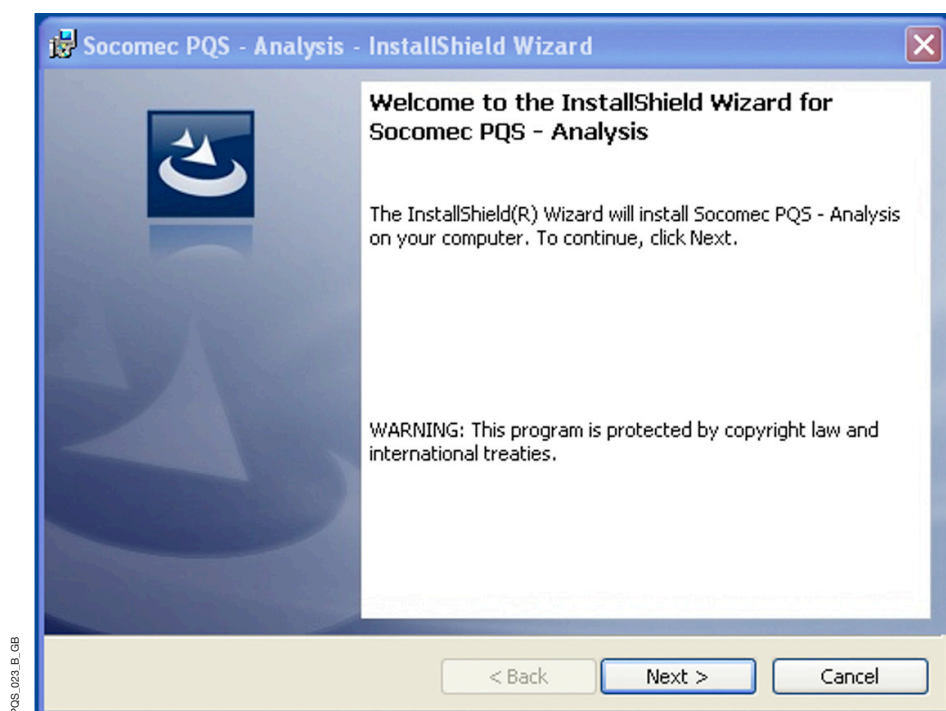 Socomec PQS - Analysis - InstallShield Wizard
Welcome to the InstallShield Wizard for
Socomec PQS - Analysis
The InstallShield(R) Wizard will install Socomec PQS - Analysis
on your computer. To continue, click Next.
WARNING: This program is protected by copyright law and
international treaties.
< Back
Next >
Cancel
PQS_023_B_GB